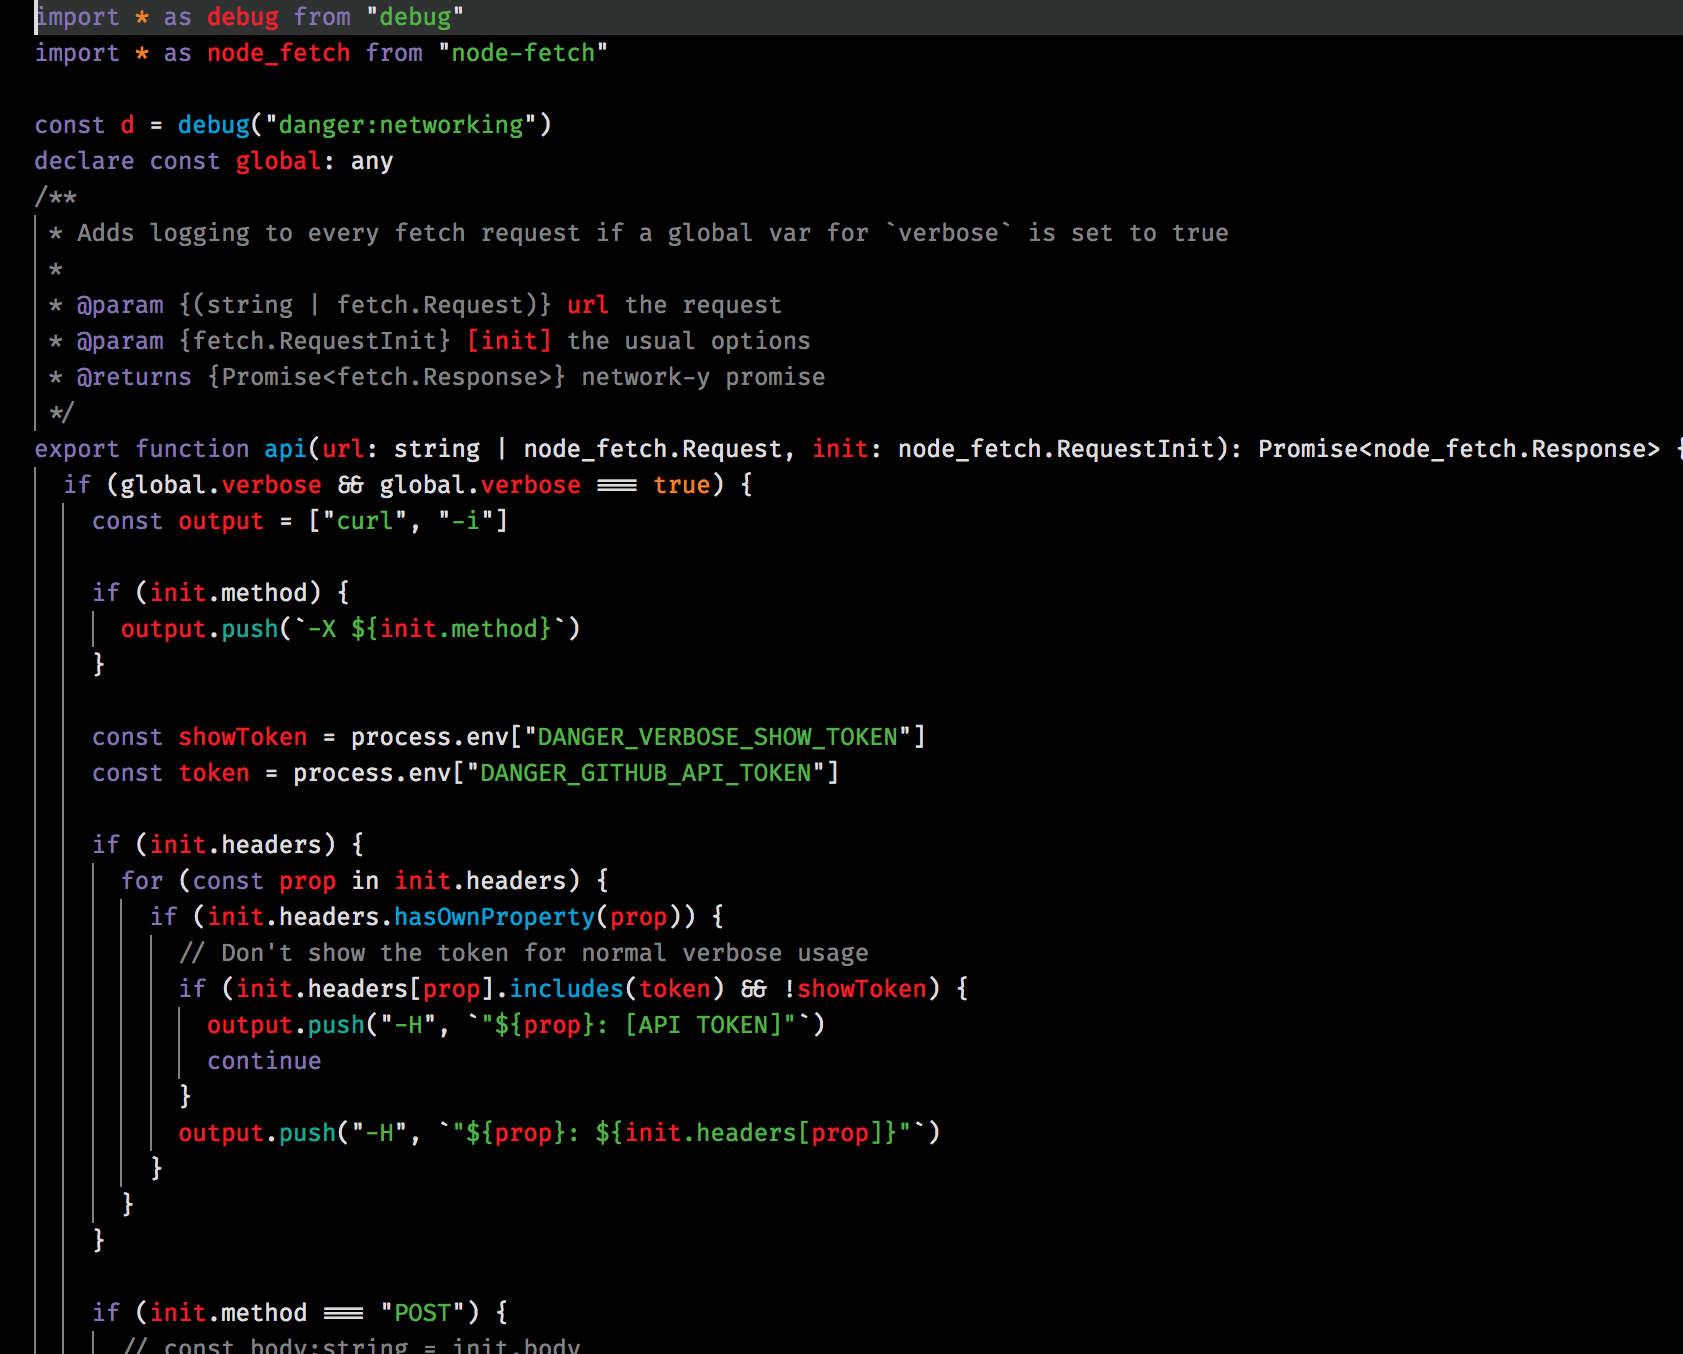 import * as debug from "debug"
import * as node_fetch from "node-fetch"
const d = debug("danger:networking")
declare const global: any
/**
* Adds logging to every fetch request if a global var for `verbose` is set to true
*
* @param {(string | fetch.Request)} url the request
* @param {fetch.RequestInit} [init] the usual options
* @returns {Promise<fetch.Response>} network-y promise
*/
export function api(url: string | node_fetch.Request, init: node_fetch.RequestInit): Promise<node_fetch.Response> {
if (global.verbose && global.verbose === true) {
const output = ["curl", "-i"]
if (init.method) {
output.push(`-X ${init.method}`)
}
const showToken = process.env["DANGER_VERBOSE_SHOW_TOKEN"]
const token = process.env["DANGER_GITHUB_API_TOKEN"]
if (init.headers) {
for (const prop in init.headers) {
if (init.headers.hasOwnProperty(prop)) {
// Don't show the token for normal verbose usage
if (init.headers[prop].includes(token) && !showToken) {
output.push("-H", `"${prop}: [API TOKEN]"`)
continue
}
output.push("-H", `"${prop}: ${init.headers[prop]}"`)
}
}
}
if (init.method === "POST") {
// const body:string = init.body